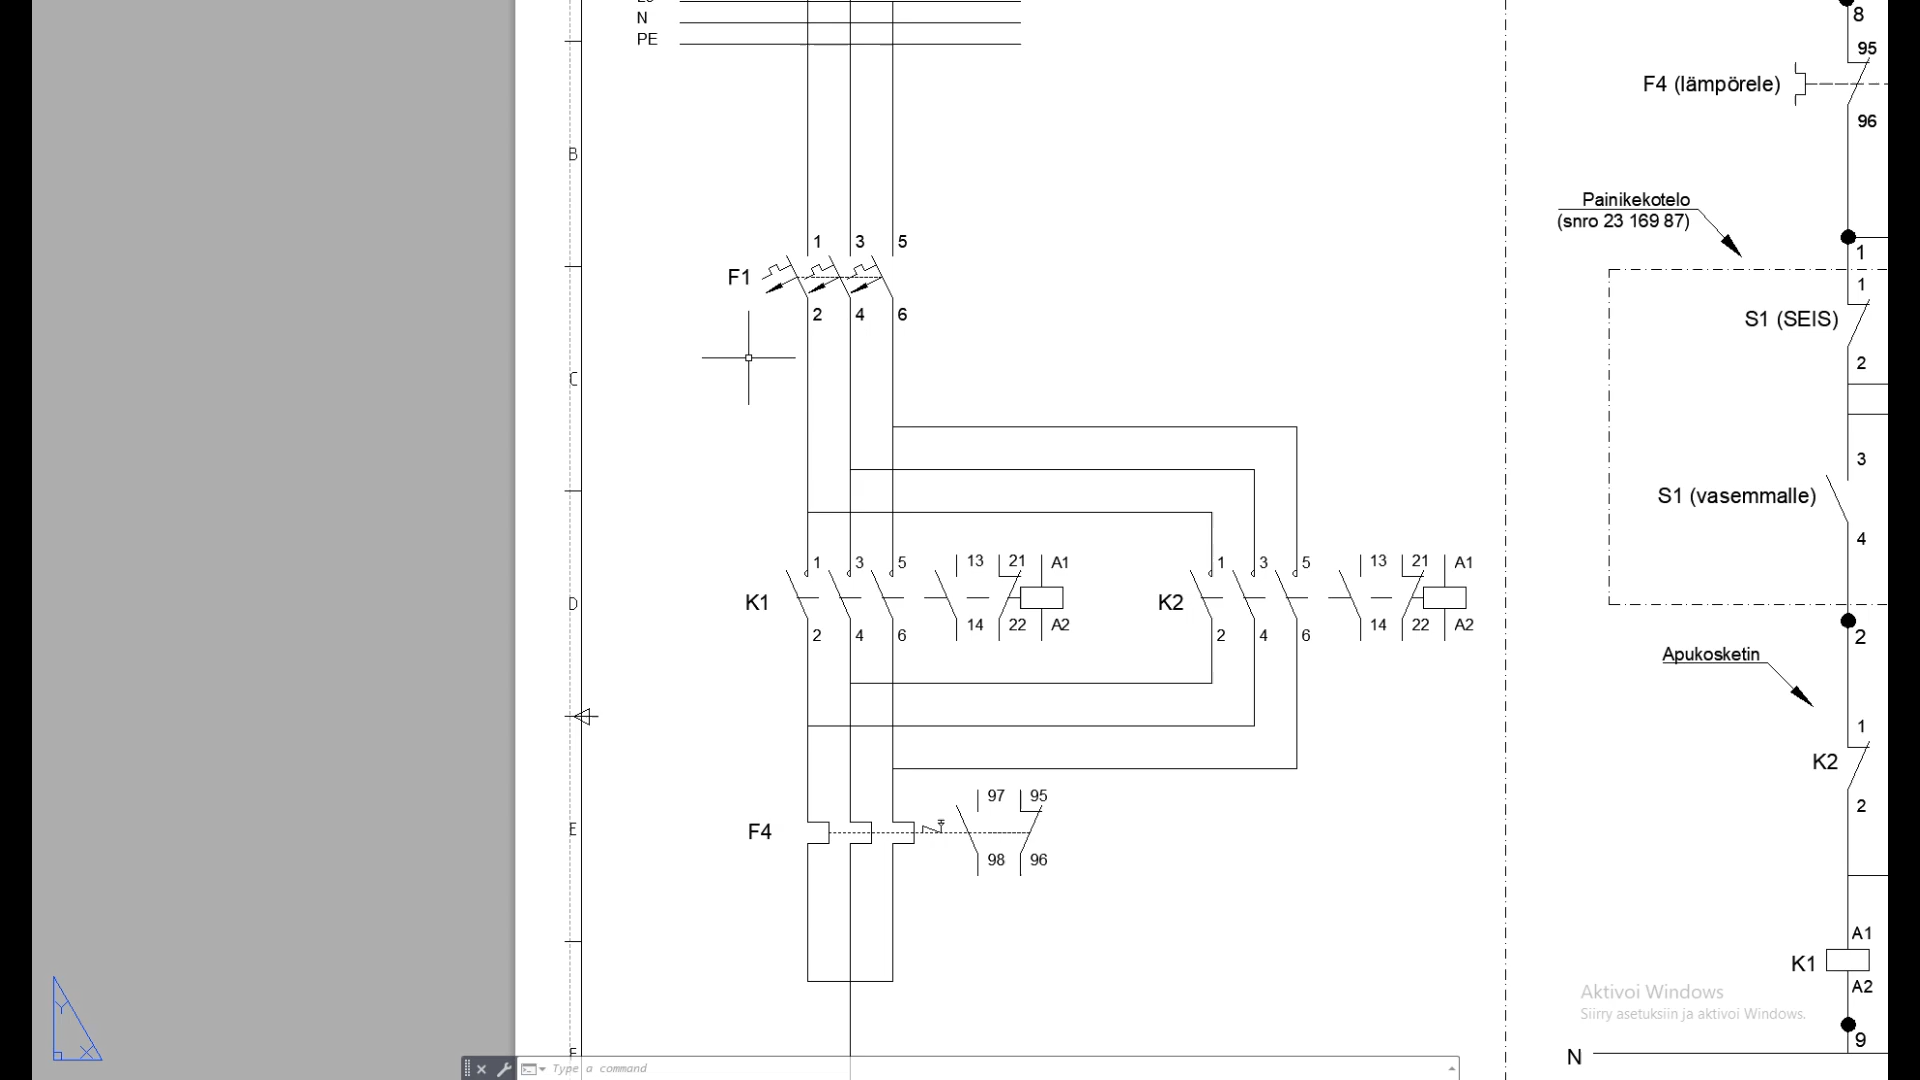 N
PE
B
C
D
E
F
1 3 5
F1
2 4 6
1 3 5 13 21 A1
K1
2 4 6 14 22 A2
1 3 5 13 21 A1
K2
2 4 6 14 22 A2
97 95
F4
98 96
8
95
F4 (lämpörele)
96
Painikekotelo
(snro 23 169 87)
1
1
S1 (SEIS)
2
3
S1 (vasemmalle)
4
2
Apukosketin
1
K2
2
A1
K1
A2
9
N
Aktivoi Windows
Siirry asetuksiin ja aktivoi Windows.
Y
X
Type a command